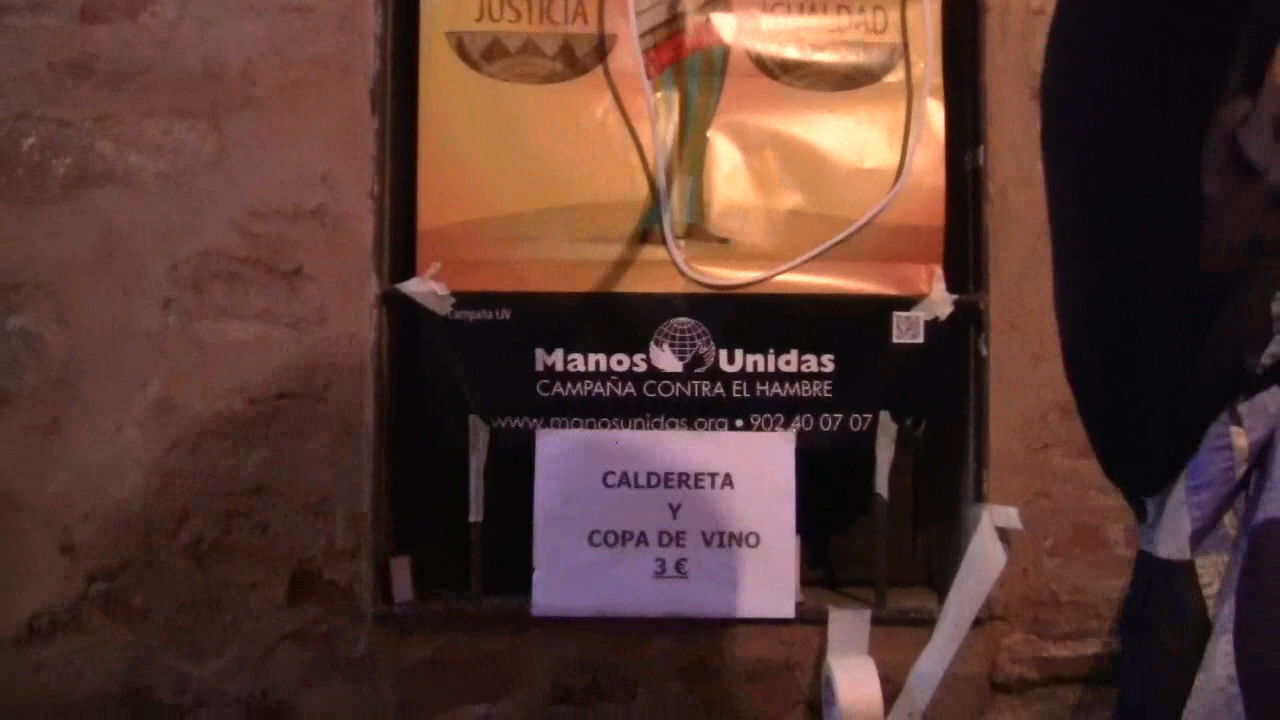 JUSTICIA
IGUALDAD
Campaña LIV
Manos Unidas
CAMPAÑA CONTRA EL HAMBRE
www.manosunidas.org • 902 40 07 07
CALDERETA
Y
COPA DE VINO
3 €